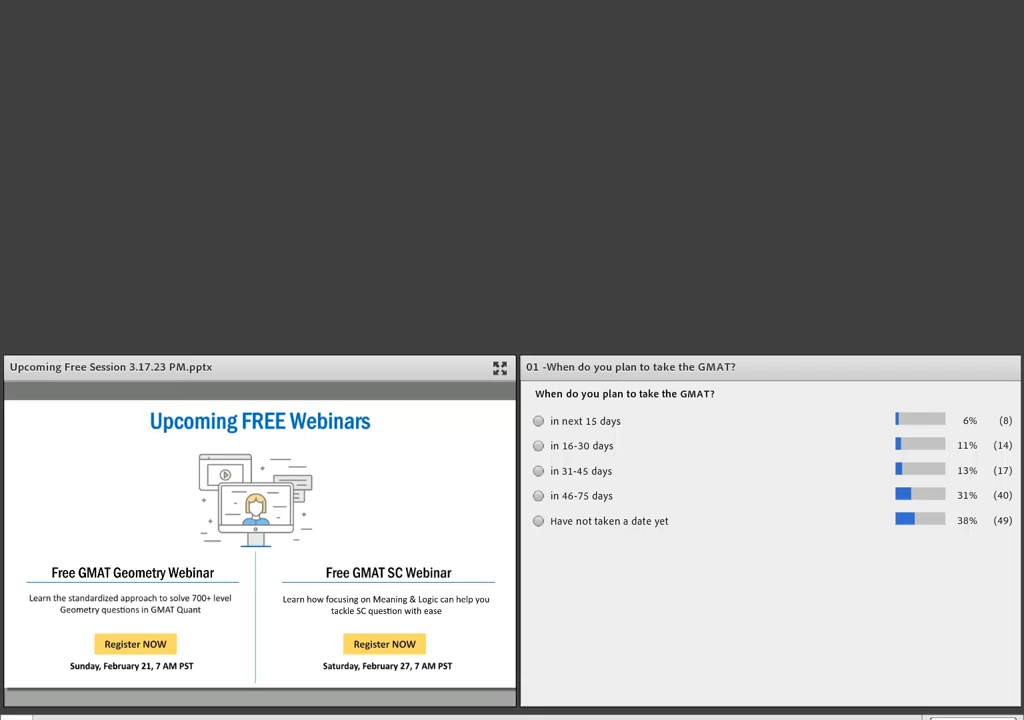 Upcoming Free Session 3.17.23 PM.pptx
Upcoming FREE Webinars
Free GMAT Geometry Webinar
Learn the standardized approach to solve 700+ level
Geometry questions in GMAT Quant
Register NOW
Sunday, February 21, 7 AM PST
Free GMAT SC Webinar
Learn how focusing on Meaning & Logic can help you
tackle SC question with ease
Register NOW
Saturday, February 27, 7 AM PST
01 -When do you plan to take the GMAT?
When do you plan to take the GMAT?
in next 15 days 6% (8)
in 16-30 days 11% (14)
in 31-45 days 13% (17)
in 46-75 days 31% (40)
Have not taken a date yet 38% (49)